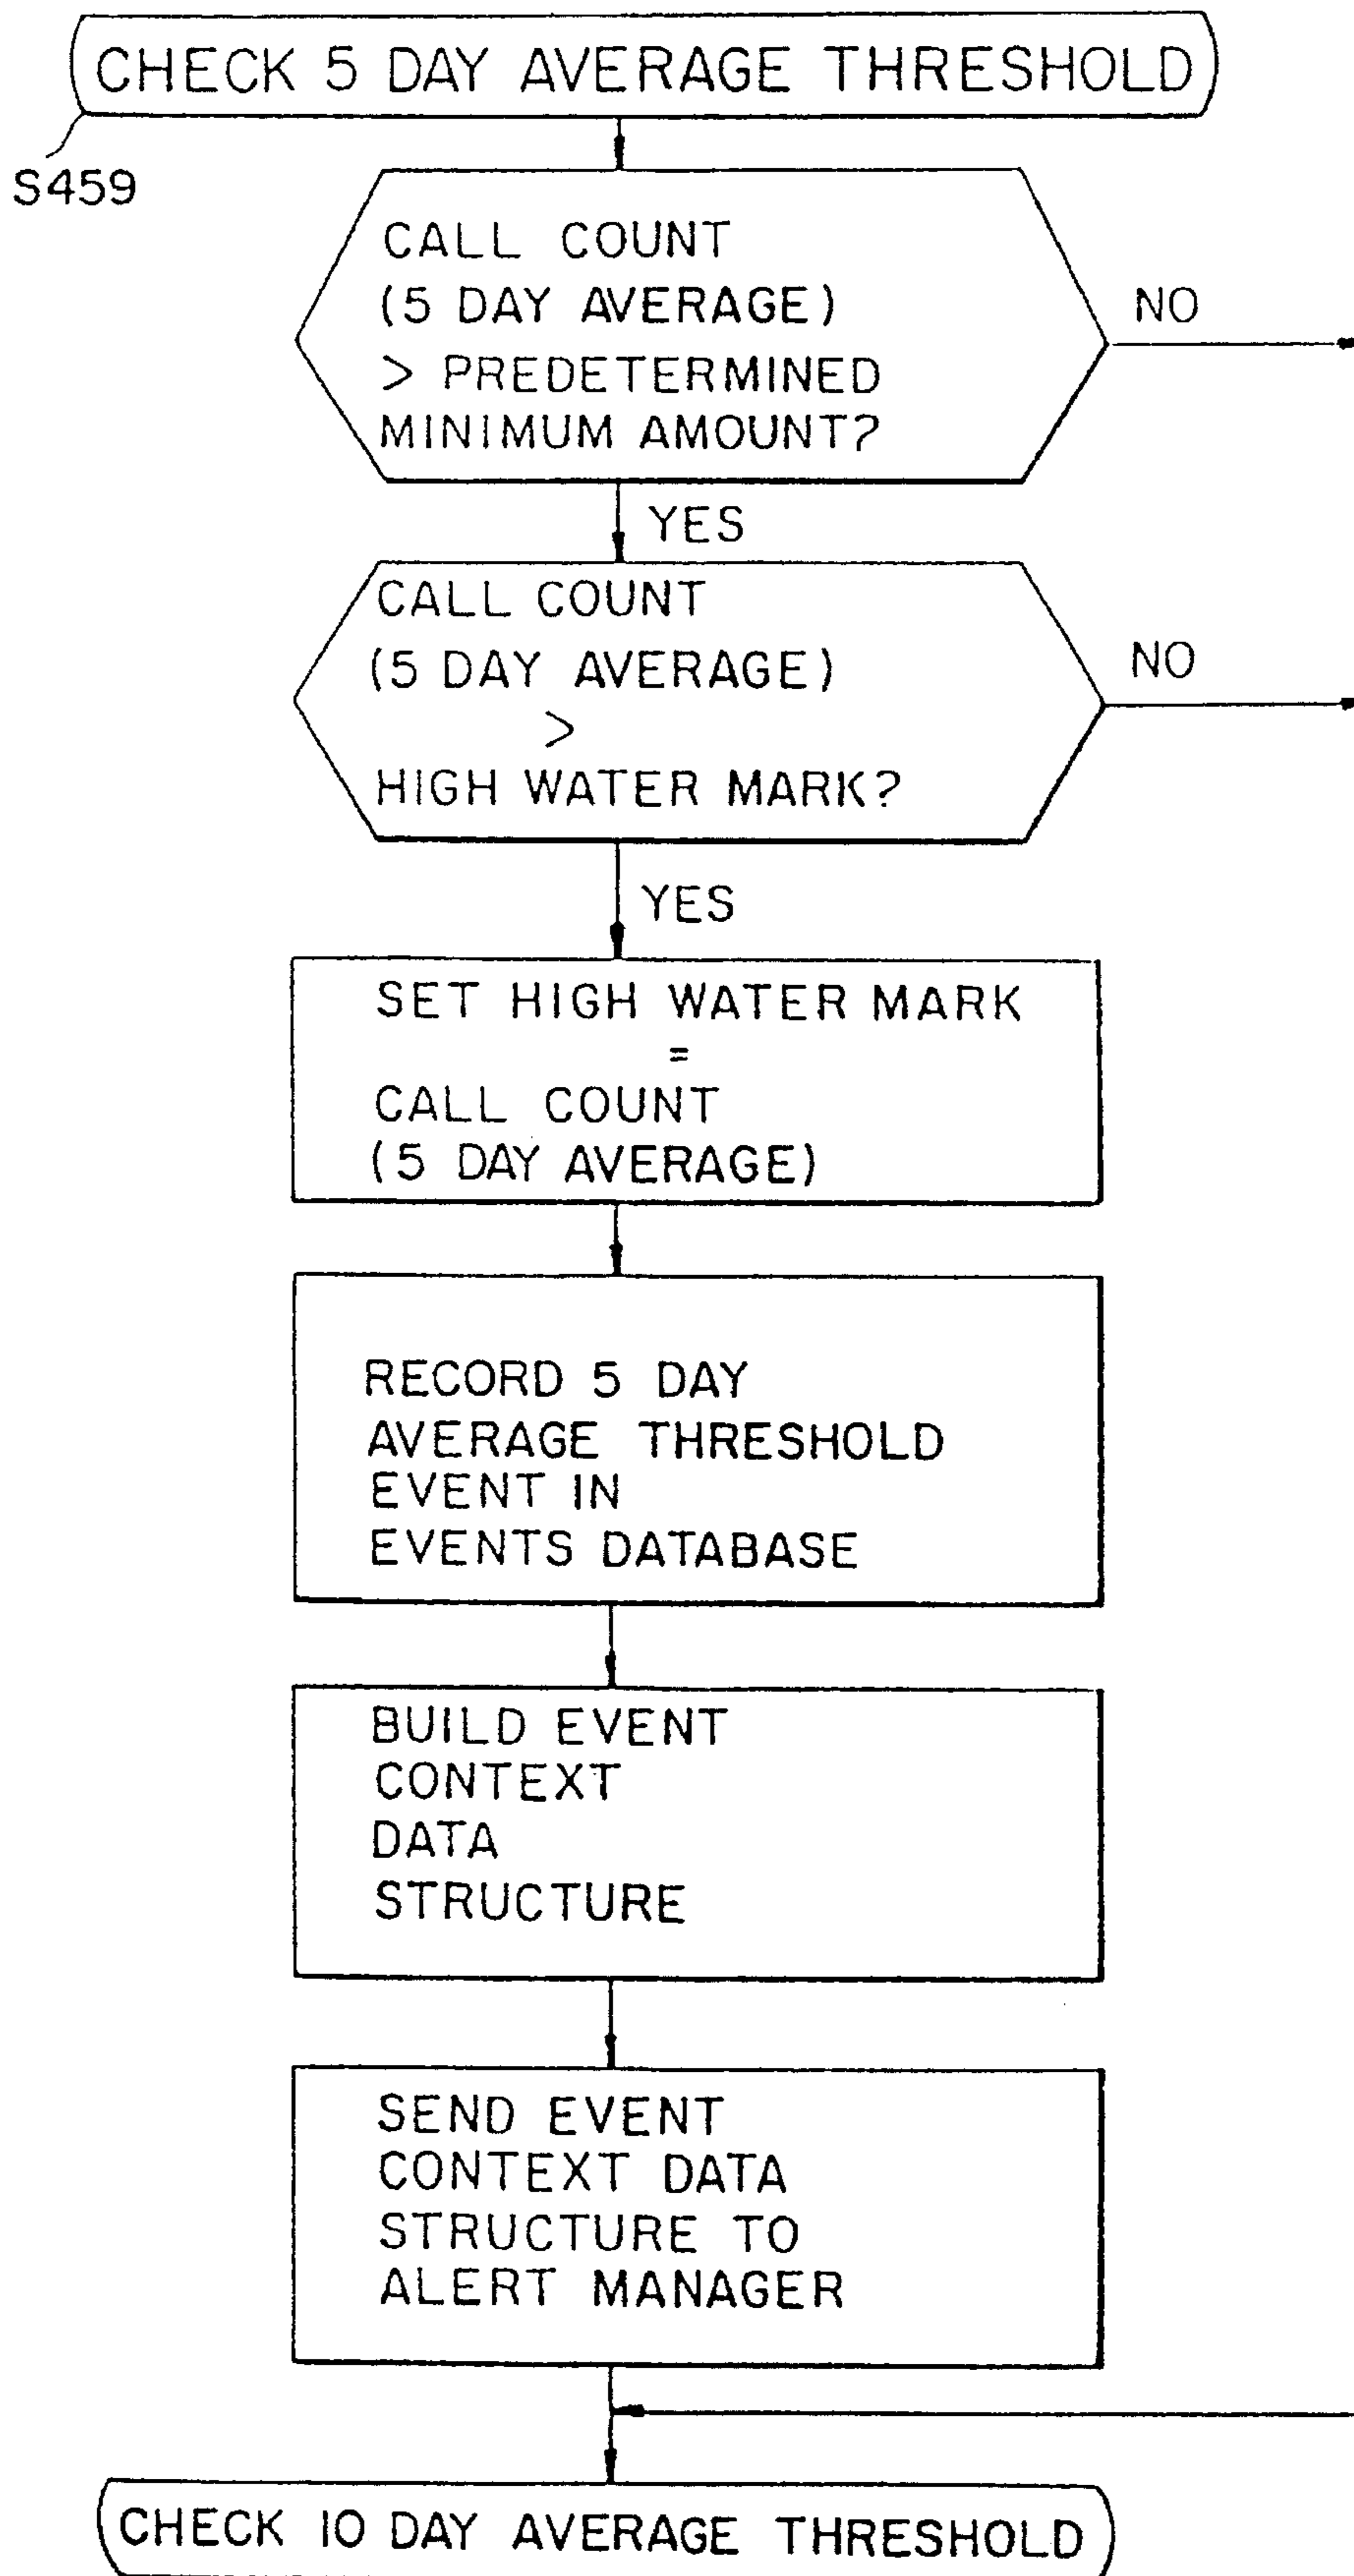 CHECK 5 DAY AVERAGE THRESHOLD
S459
CALL COUNT
(5 DAY AVERAGE)
> PREDETERMINED
MINIMUM AMOUNT?
NO
YES
CALL COUNT
(5 DAY AVERAGE)
>
HIGH WATER MARK?
NO
YES
SET HIGH WATER MARK
=
CALL COUNT
(5 DAY AVERAGE)
RECORD 5 DAY
AVERAGE THRESHOLD
EVENT IN
EVENTS DATABASE
BUILD EVENT
CONTEXT
DATA
STRUCTURE
SEND EVENT
CONTEXT DATA
STRUCTURE TO
ALERT MANAGER
CHECK 10 DAY AVERAGE THRESHOLD